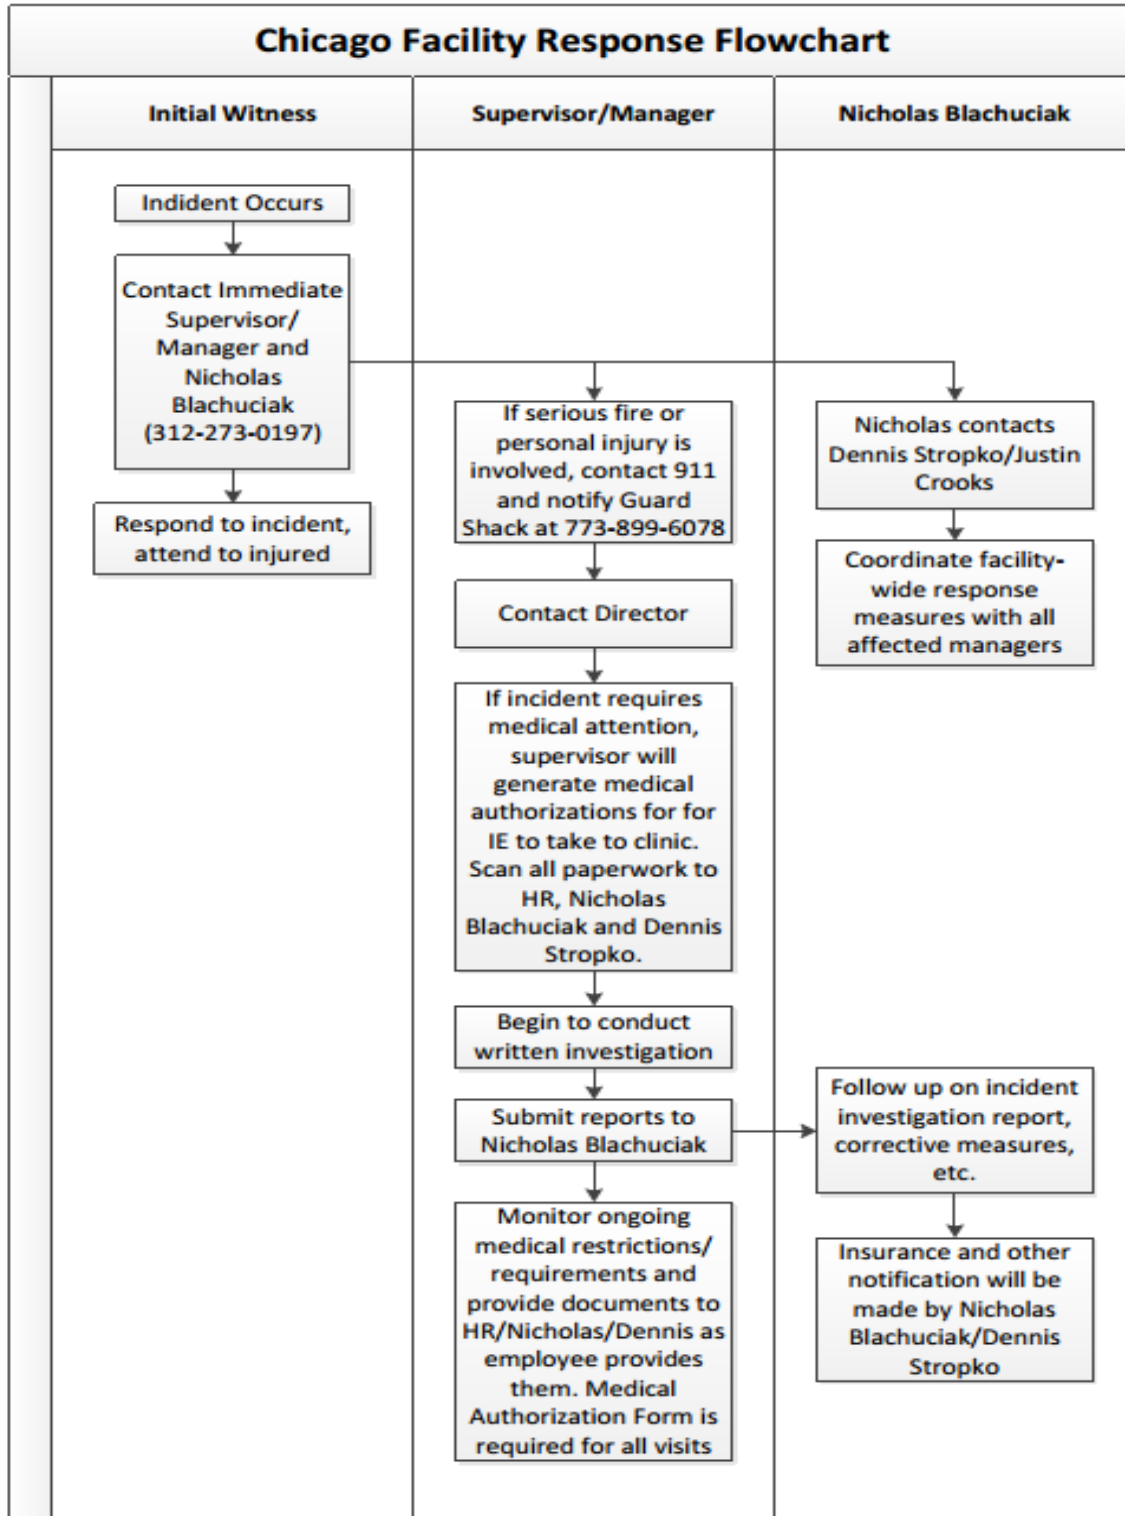 Chicago Facility Response Flowchart
Initial Witness
Supervisor/Manager
Nicholas Blachuciak
Indident Occurs
Contact Immediate
Supervisor/
Manager and
Nicholas
Blachuciak
(312-273-0197)
Respond to incident,
attend to injured
If serious fire or
personal injury is
involved, contact 911
and notify Guard
Shack at 773-899-6078
Contact Director
If incident requires
medical attention,
supervisor will
generate medical
authorizations for for
IE to take to clinic.
Scan all paperwork to
HR, Nicholas
Blachuciak and Dennis
Stropko.
Begin to conduct
written investigation
Submit reports to
Nicholas Blachuciak
Monitor ongoing
medical restrictions/
requirements and
provide documents to
HR/Nicholas/Dennis as
employee provides
them. Medical
Authorization Form is
required for all visits
Nicholas contacts
Dennis Stropko/Justin
Crooks
Coordinate facility-
wide response
measures with all
affected managers
Follow up on incident
investigation report,
corrective measures,
etc.
Insurance and other
notification will be
made by Nicholas
Blachuciak/Dennis
Stropko